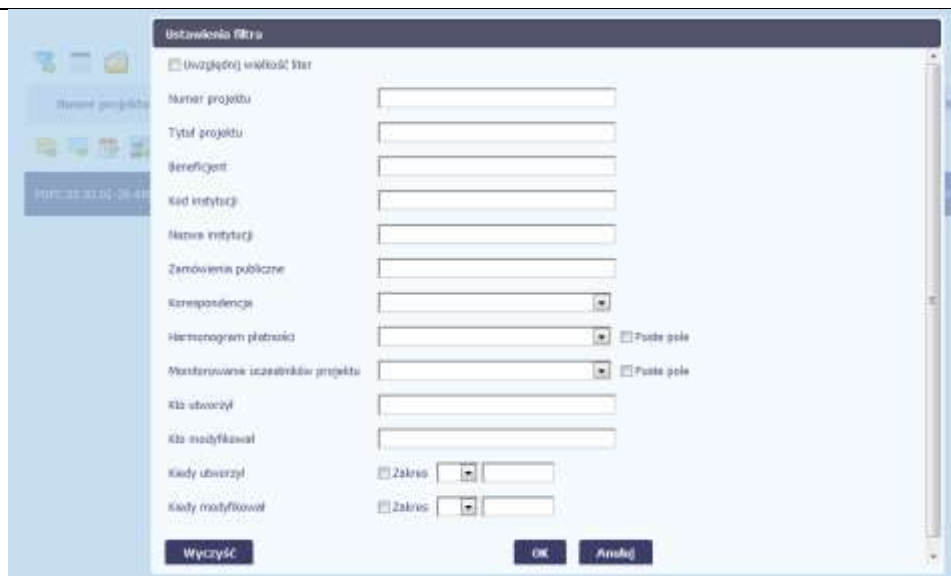 Ustawienia filtra
Uwzględnij wielkość liter
Numer projektu
Numer projektu
Tytuł projektu
Beneficjent
Kod instytucji
Nazwa instytucji
Zamówienia publiczne
Korespondencja
Harmonogram płatności Puste pole
Monitorowanie uczestników projektu Puste pole
Kto utworzył
Kto modyfikował
Kiedy utworzył Zakres
Kiedy modyfikował Zakres
Wyczyść OK Anuluj